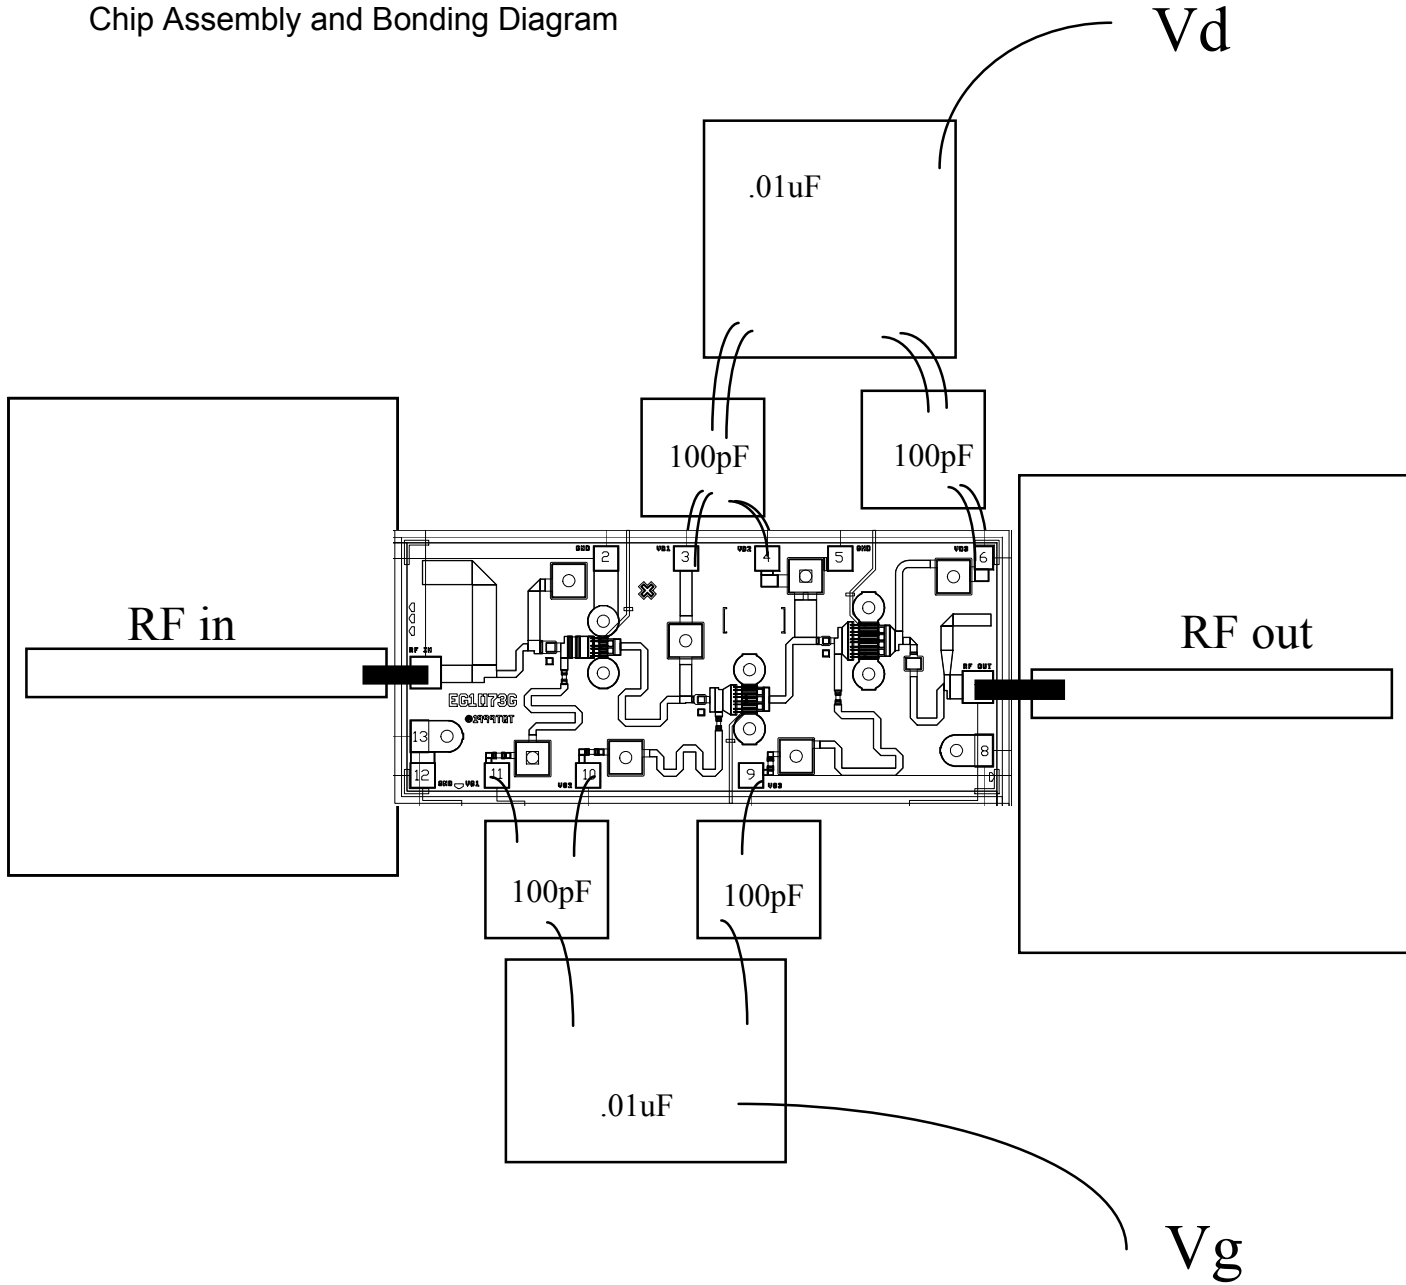 Chip Assembly and Bonding Diagram
Vd
.01uF
100pF
100pF
GND 2
VD1 3
VD2 4
5 GND
VD3 6
RF in
RF out
RF IN
RF OUT
13
8
12
GND
VG1
11
VG2
10
9
VG3
100pF
100pF
.01uF
Vg